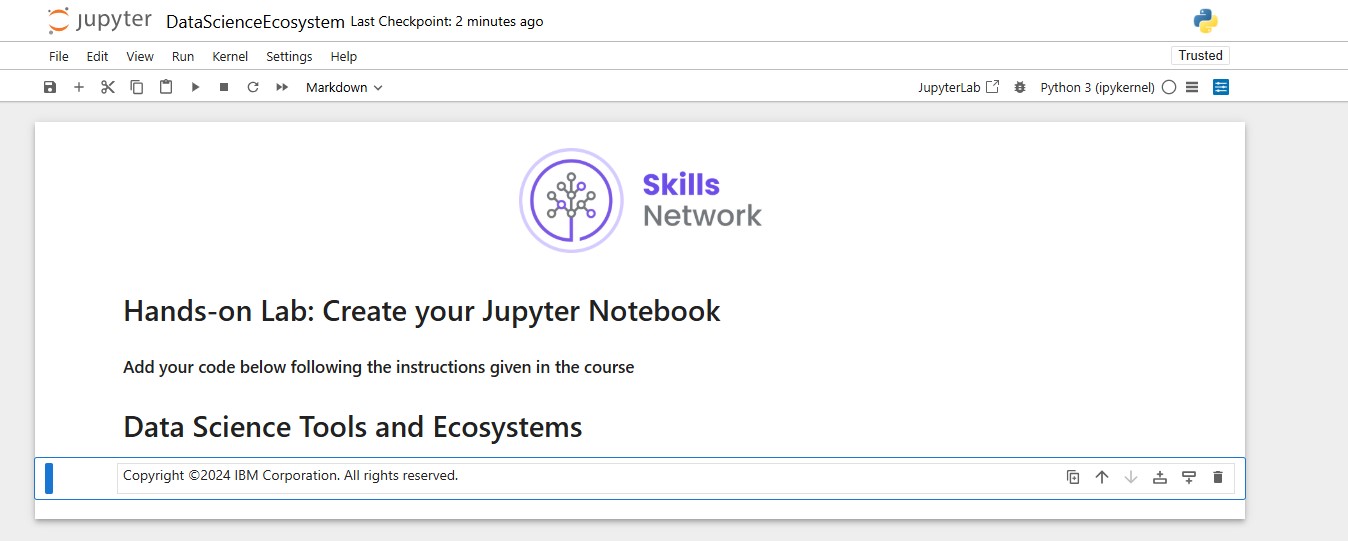 jupyter DataScienceEcosystem Last Checkpoint: 2 minutes ago
File Edit View Run Kernel Settings Help Trusted
Markdown JupyterLab Python 3 (ipykernel)
Skills
Network
Hands-on Lab: Create your Jupyter Notebook
Add your code below following the instructions given in the course
Data Science Tools and Ecosystems
Copyright ©2024 IBM Corporation. All rights reserved.